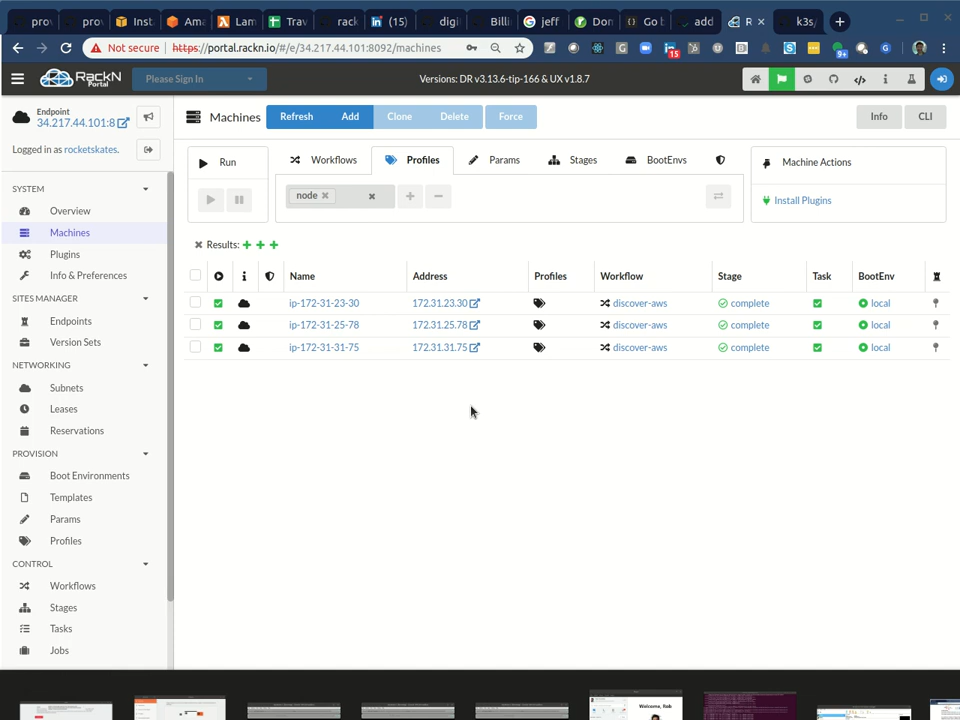 prov
prov
Inst
Ama
Lam
Trav
rack
(15)
digi
Billi
jeff
Don
Go b
add
R
k3s/
Not secure https://portal.rackn.io/#/e/34.217.44.101:8092/machines
15
9+
RackN
Portal
Please Sign In
Versions: DR v3.13.6-tip-166 & UX v1.8.7
Endpoint
34.217.44.101:8
Logged in as rocketskates.
SYSTEM
Overview
Machines
Plugins
Info & Preferences
SITES MANAGER
Endpoints
Version Sets
NETWORKING
Subnets
Leases
Reservations
PROVISION
Boot Environments
Templates
Params
Profiles
CONTROL
Workflows
Stages
Tasks
Jobs
Machines
Refresh Add Clone Delete Force
Info CLI
Run
Workflows Profiles Params Stages BootEnvs
node
Machine Actions
Install Plugins
Results:
Name Address Profiles Workflow Stage Task BootEnv
ip-172-31-23-30 172.31.23.30 discover-aws complete local
ip-172-31-25-78 172.31.25.78 discover-aws complete local
ip-172-31-31-75 172.31.31.75 discover-aws complete local
Welcome, Rob